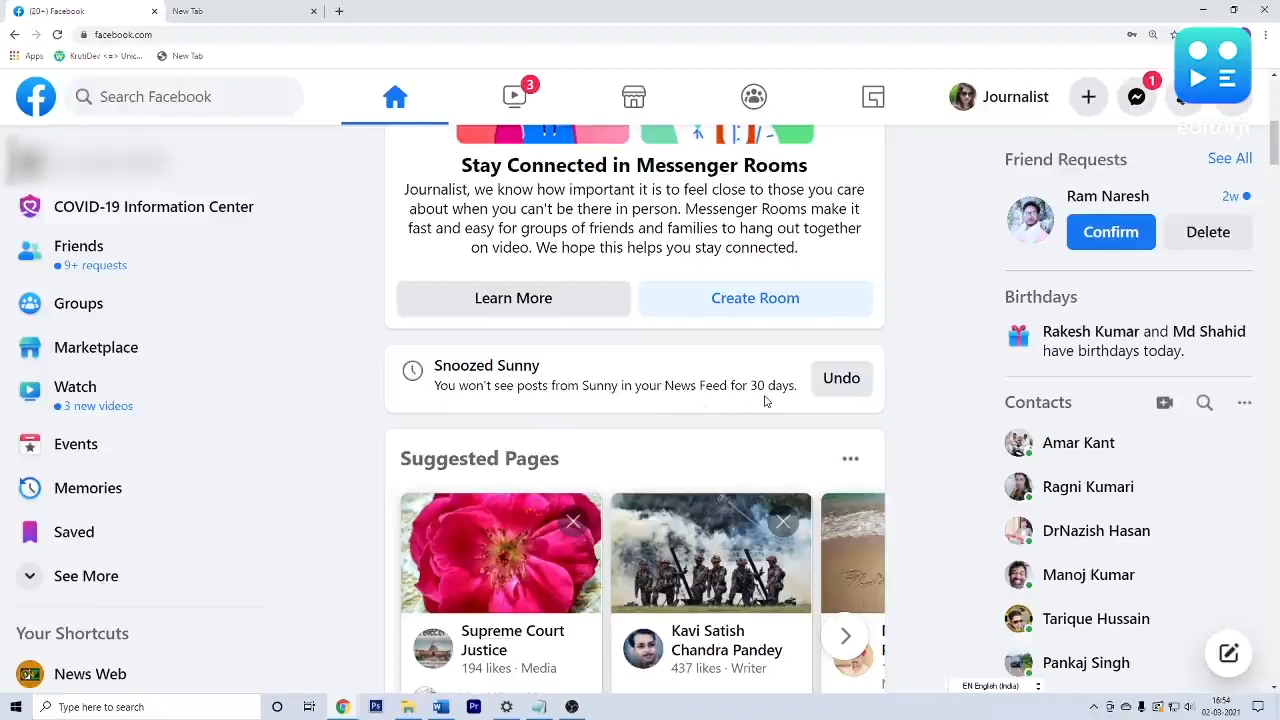 (20+) Facebook
New Tab
facebook.com
Apps
KrutiDev <=> Unic...
New Tab
Search Facebook
3
Journalist
1
editorji
Stay Connected in Messenger Rooms
Journalist, we know how important it is to feel close to those you care
about when you can't be there in person. Messenger Rooms make it
fast and easy for groups of friends and families to hang out together
on video. We hope this helps you stay connected.
Learn More
Create Room
Snoozed Sunny
You won't see posts from Sunny in your News Feed for 30 days.
Undo
Suggested Pages
Supreme Court
Justice
194 likes · Media
Kavi Satish
Chandra Pandey
437 likes · Writer
COVID-19 Information Center
Friends
9+ requests
Groups
Marketplace
Watch
3 new videos
Events
Memories
Saved
See More
Your Shortcuts
News Web
Friend Requests
See All
Ram Naresh
2w
Confirm
Delete
Birthdays
Rakesh Kumar and Md Shahid
have birthdays today.
Contacts
Amar Kant
Ragni Kumari
DrNazish Hasan
Manoj Kumar
Tarique Hussain
Pankaj Singh
EN English (India)
Type here to search
Ps
Pr
16:54
02-03-2021